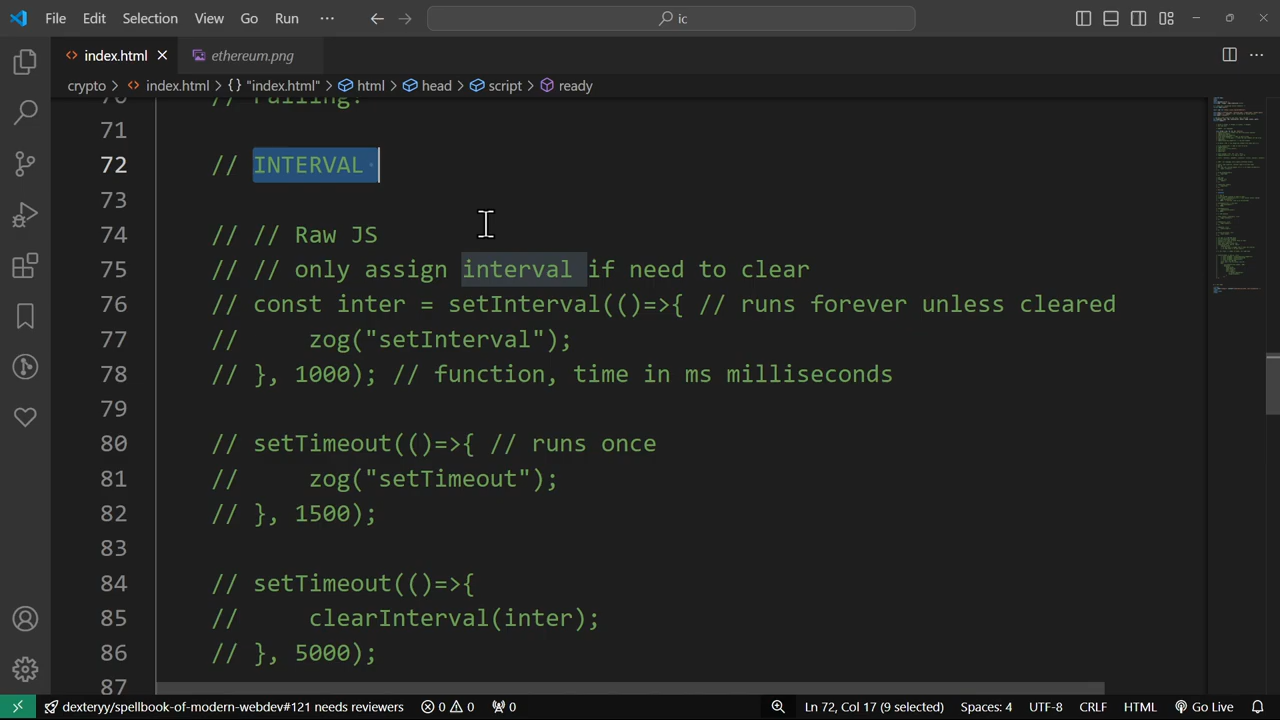 File Edit Selection View Go Run ··· ic
index.html ethereum.png
crypto > index.html > {} "index.html" > html > head > script > ready
70 // Falling.
71
72 // INTERVAL
73
74 // // Raw JS
75 // // only assign interval if need to clear
76 // const inter = setInterval(()=>{ // runs forever unless cleared
77 //     zog("setInterval");
78 // }, 1000); // function, time in ms milliseconds
79
80 // setTimeout(()=>{ // runs once
81 //     zog("setTimeout");
82 // }, 1500);
83
84 // setTimeout(()=>{
85 //     clearInterval(inter);
86 // }, 5000);
87
dexteryy/spellbook-of-modern-webdev#121 needs reviewers 0 0 0 Ln 72, Col 17 (9 selected) Spaces: 4 UTF-8 CRLF HTML Go Live